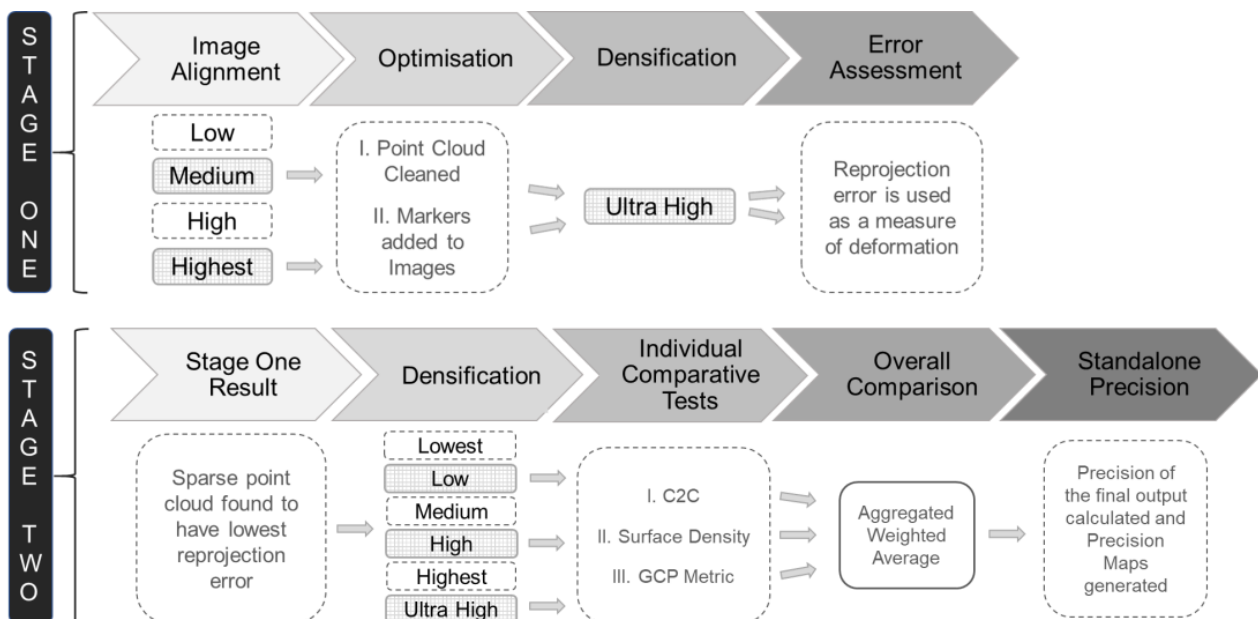 STAGE ONE
Image
Alignment
Optimisation
Densification
Error
Assessment
Low
Medium
High
Highest
I. Point Cloud
Cleaned
II. Markers
added to
Images
Ultra High
Reprojection
error is used
as a measure
of deformation
STAGE TWO
Stage One
Result
Densification
Individual
Comparative
Tests
Overall
Comparison
Standalone
Precision
Sparse point
cloud found to
have lowest
reprojection
error
Lowest
Low
Medium
High
Highest
Ultra High
I. C2C
II. Surface Density
III. GCP Metric
Aggregated
Weighted
Average
Precision of
the final output
calculated and
Precision
Maps
generated